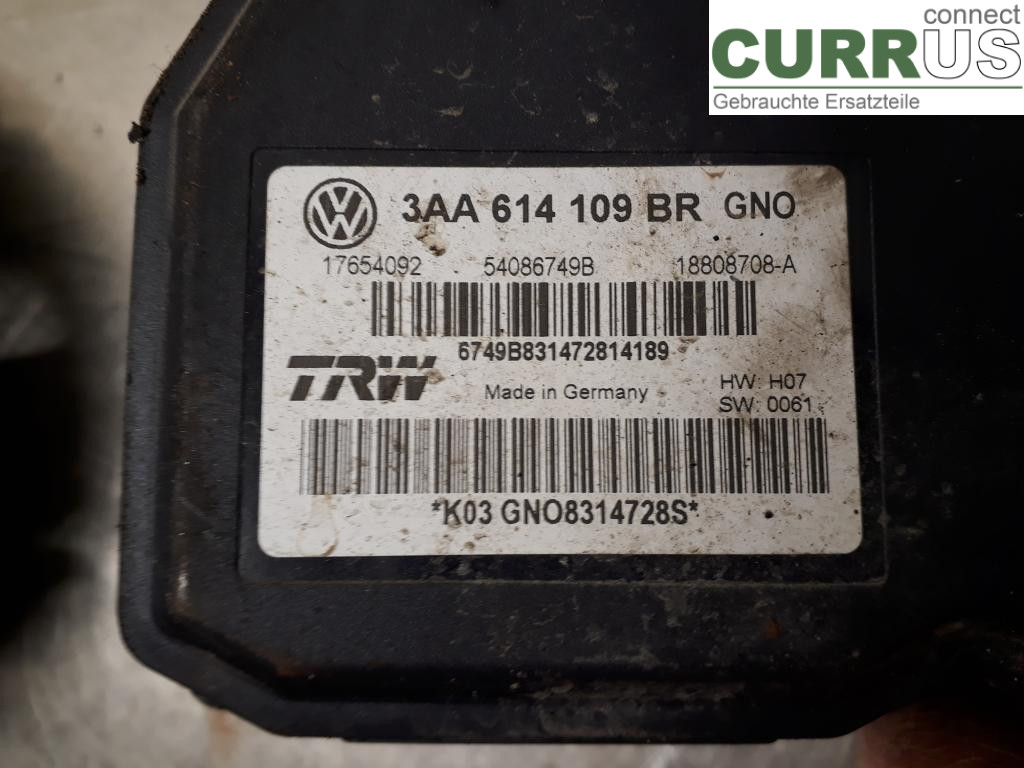 connect
CURRUS
Gebrauchte Ersatzteile
VW 3AA 614 109 BR GNO
17654092 54086749B 18808708-A
6749B831472814189
TRW Made in Germany HW: H07
SW: 0061
*K03 GNO8314728S*